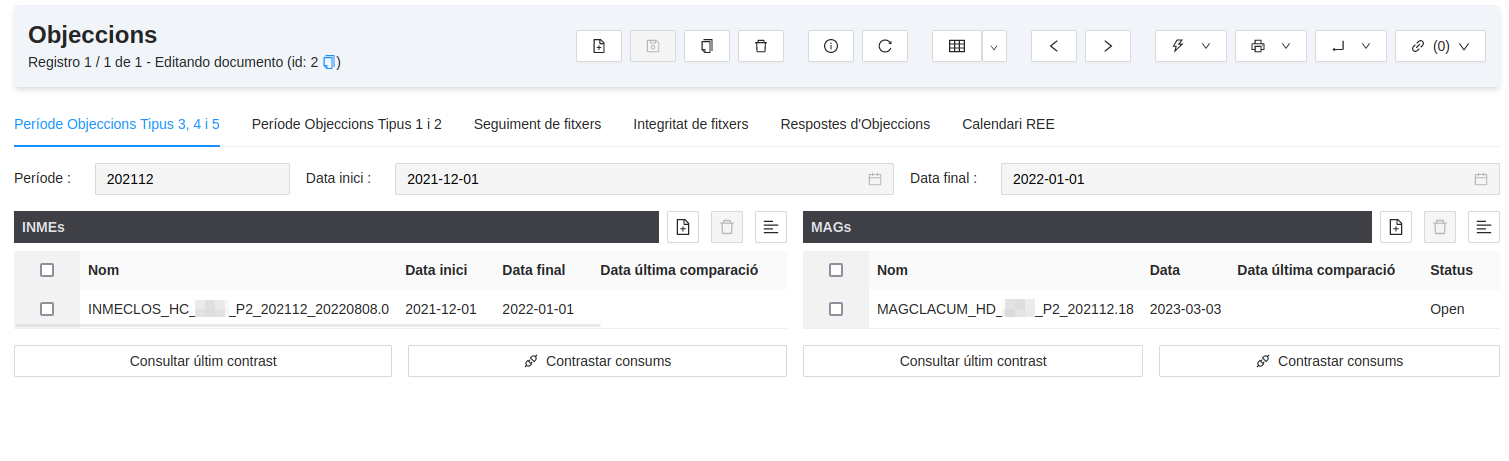 Objeccions
Registro 1 / 1 de 1 - Editando documento (id: 2 )
(0)
Període Objeccions Tipus 3, 4 i 5 Període Objeccions Tipus 1 i 2 Seguiment de fitxers Integritat de fitxers Respostes d'Objeccions Calendari REE
Període : 202112 Data inici : 2021-12-01 Data final : 2022-01-01
INMEs
Nom Data inici Data final Data última comparació
INMECLOS_HC_ _P2_202112_20220808.0 2021-12-01 2022-01-01
Consultar últim contrast Contrastar consums
MAGs
Nom Data Data última comparació Status
MAGCLACUM_HD_ _P2_202112.18 2023-03-03 Open
Consultar últim contrast Contrastar consums